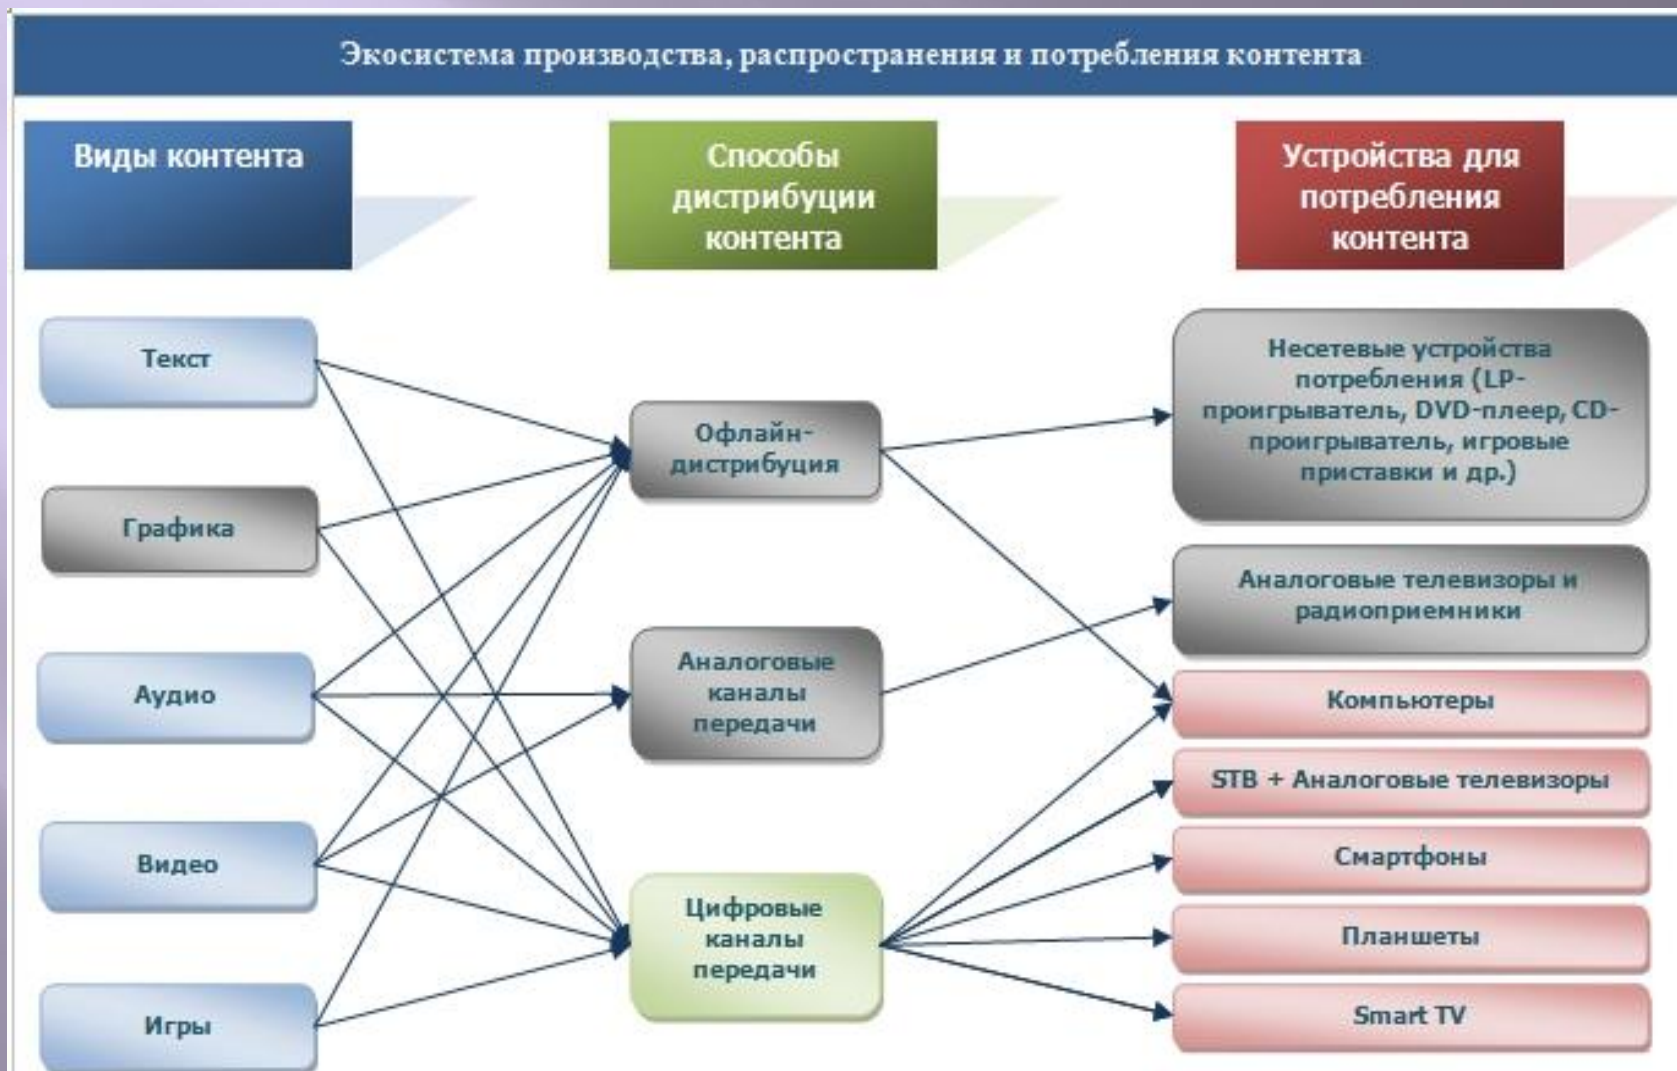 Экосистема производства, распространения и потребления контента
Виды контента
Способы
дистрибуции
контента
Устройства для
потребления
контента
Текст
Графика
Аудио
Видео
Игры
Офлайн-
дистрибуция
Аналоговые
каналы
передачи
Цифровые
каналы
передачи
Несетевые устройства
потребления (LP-
проигрыватель, DVD-плеер, CD-
проигрыватель, игровые
приставки и др.)
Аналоговые телевизоры и
радиоприемники
Компьютеры
STB + Аналоговые телевизоры
Смартфоны
Планшеты
Smart TV